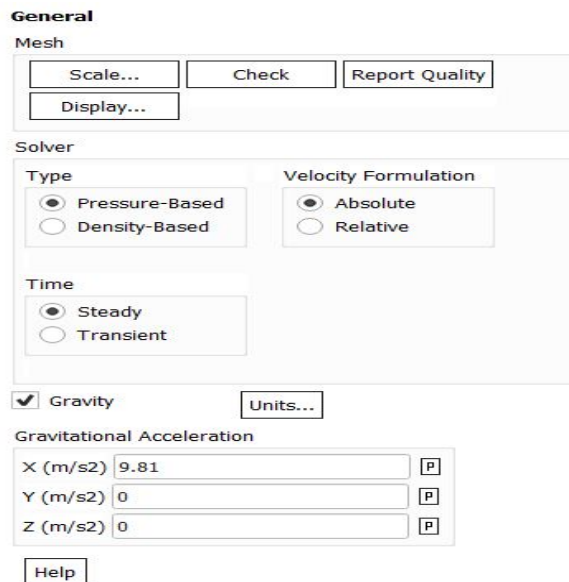 General
Mesh
Scale... Check Report Quality
Display...
Solver
Type Velocity Formulation
Pressure-Based Absolute
Density-Based Relative
Time
Steady
Transient
Gravity Units...
Gravitational Acceleration
X (m/s2) 9.81 P
Y (m/s2) 0 P
Z (m/s2) 0 P
Help